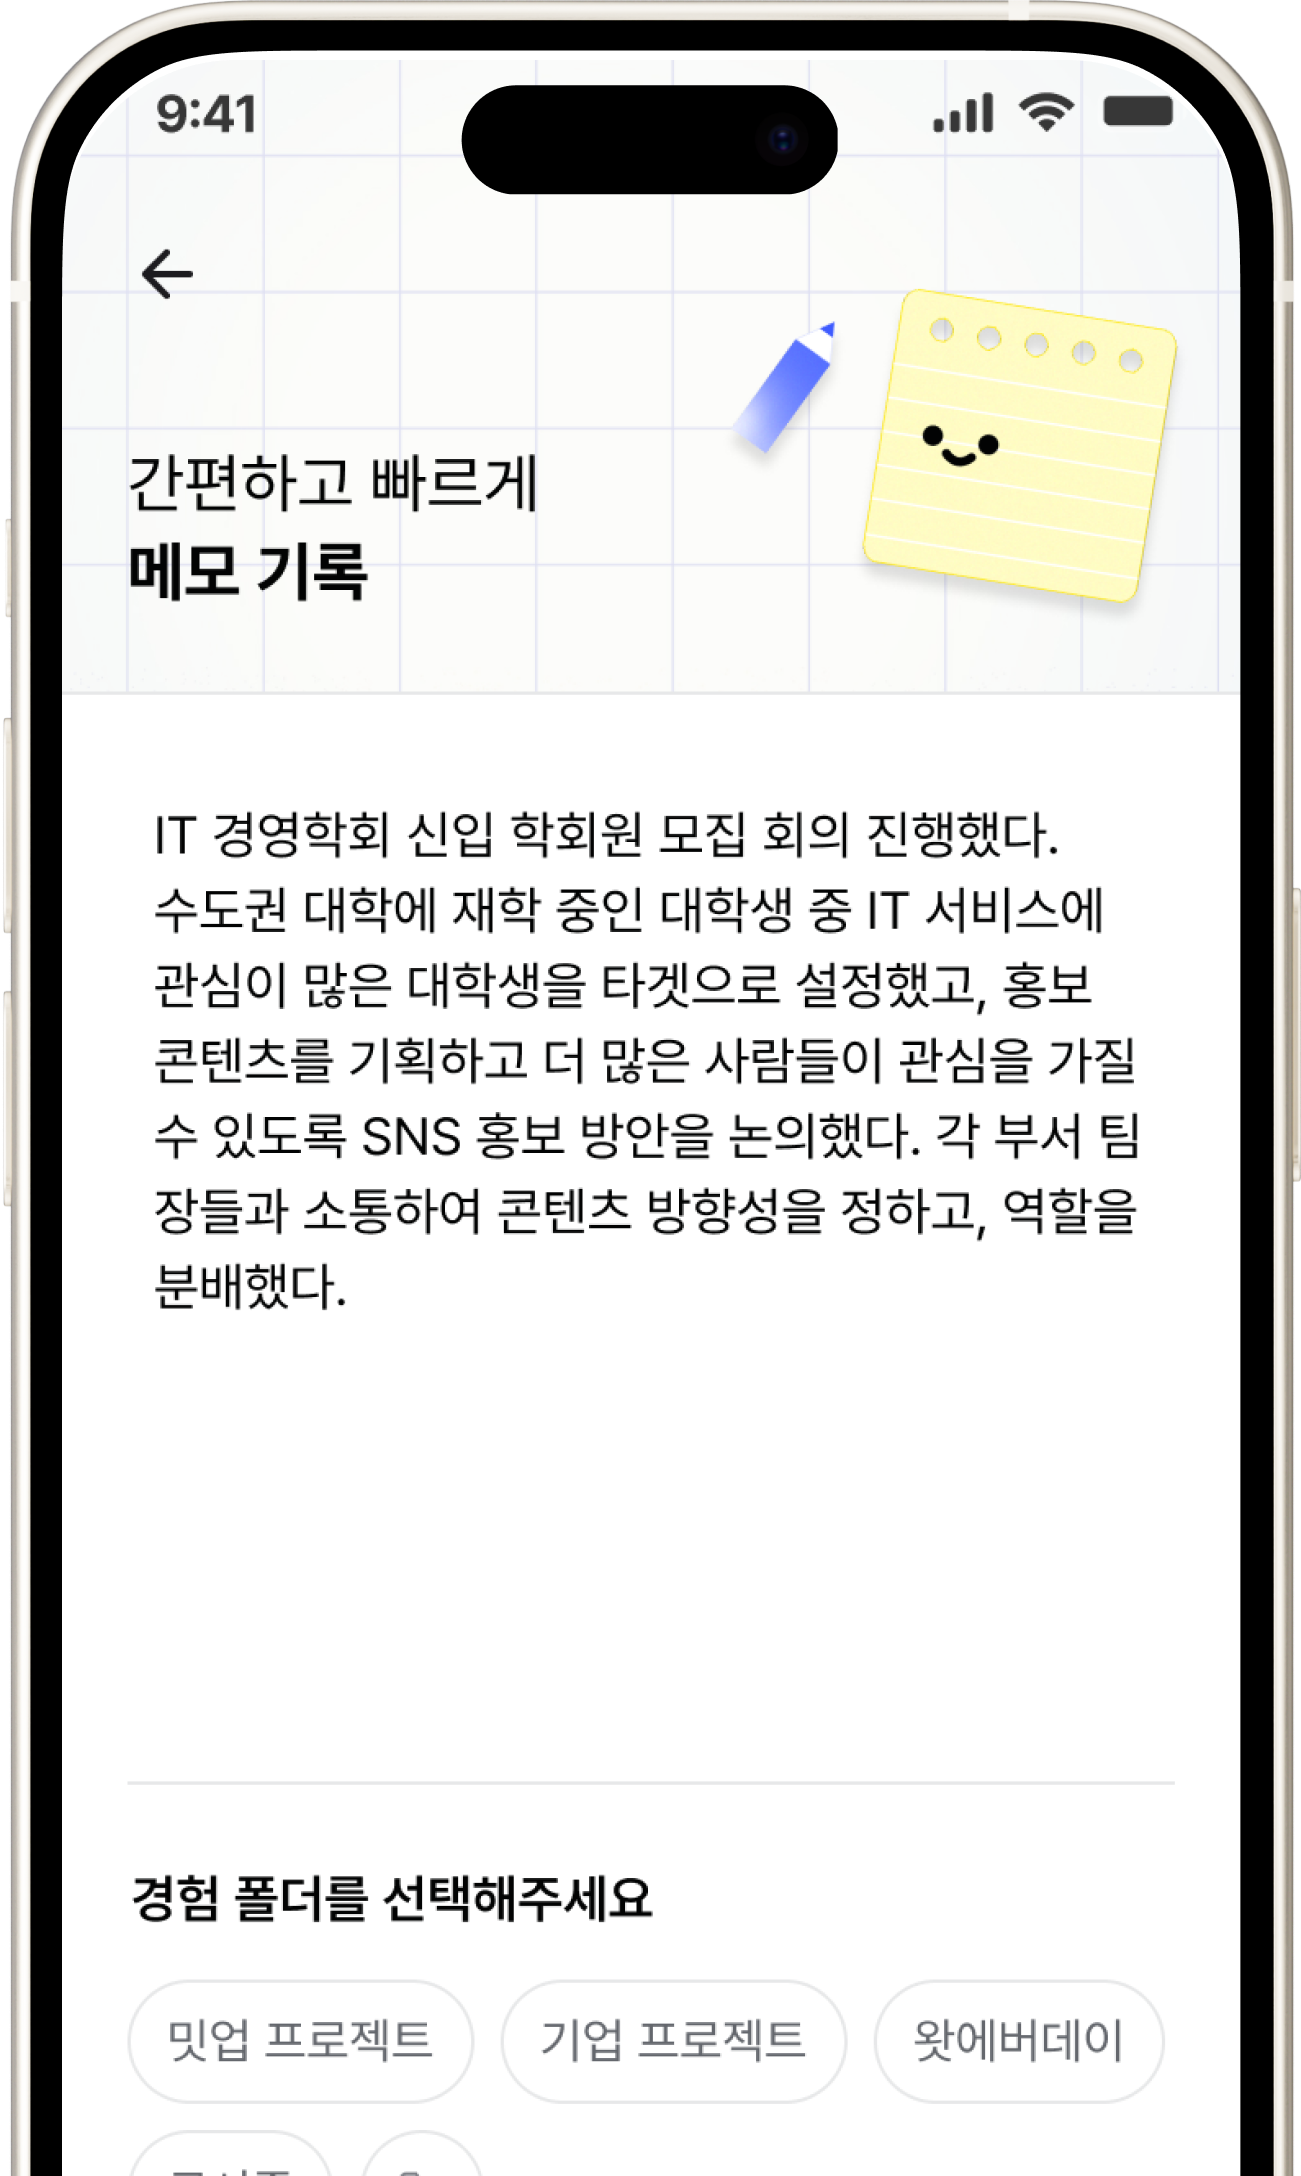 9:41
간편하고 빠르게
메모 기록
IT 경영학회 신입 학회원 모집 회의 진행했다.
수도권 대학에 재학 중인 대학생 중 IT 서비스에
관심이 많은 대학생을 타겟으로 설정했고, 홍보
콘텐츠를 기획하고 더 많은 사람들이 관심을 가질
수 있도록 SNS 홍보 방안을 논의했다. 각 부서 팀
장들과 소통하여 콘텐츠 방향성을 정하고, 역할을
분배했다.
경험 폴더를 선택해주세요
밋업 프로젝트
기업 프로젝트
왓에버데이